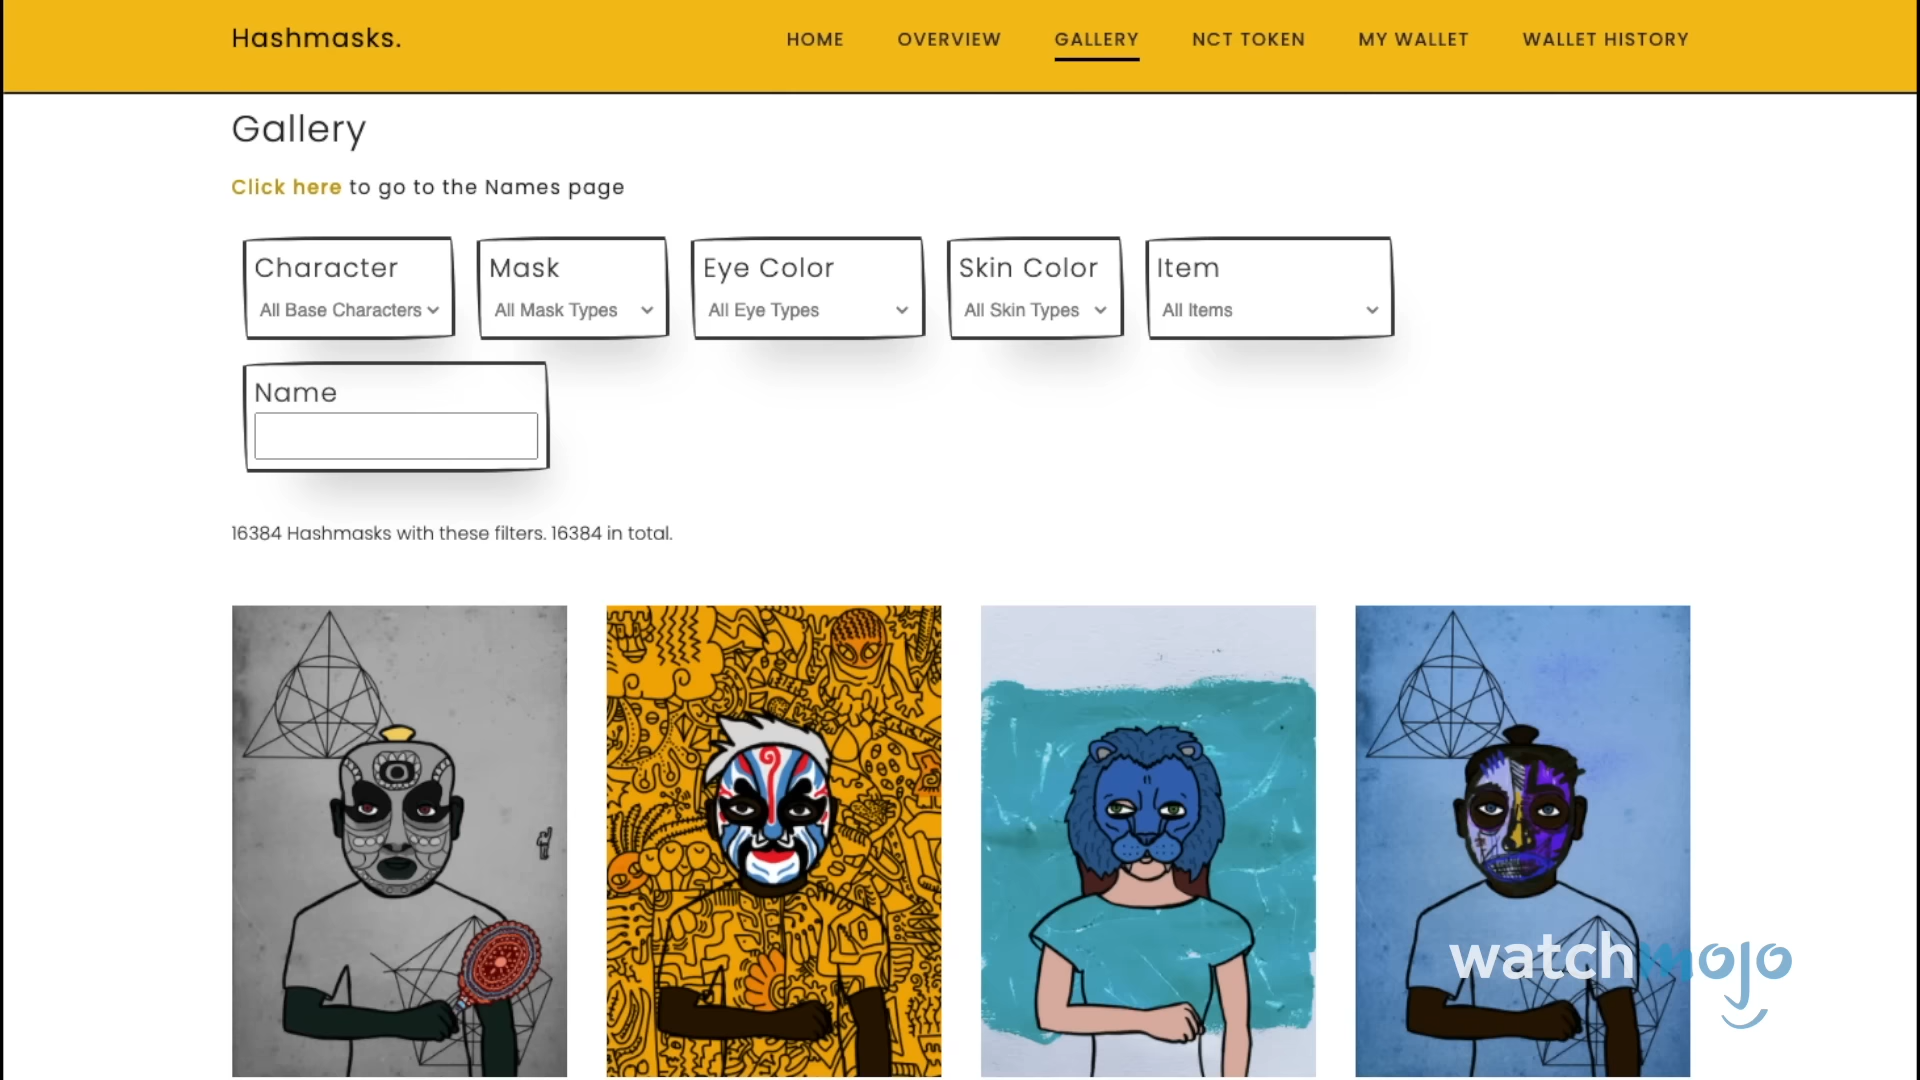 Hashmasks.
HOME OVERVIEW GALLERY NCT TOKEN MY WALLET WALLET HISTORY
Gallery
Click here to go to the Names page
Character Mask Eye Color Skin Color Item
All Base Characters All Mask Types All Eye Types All Skin Types All Items
Name
16384 Hashmasks with these filters. 16384 in total.
watchmojo